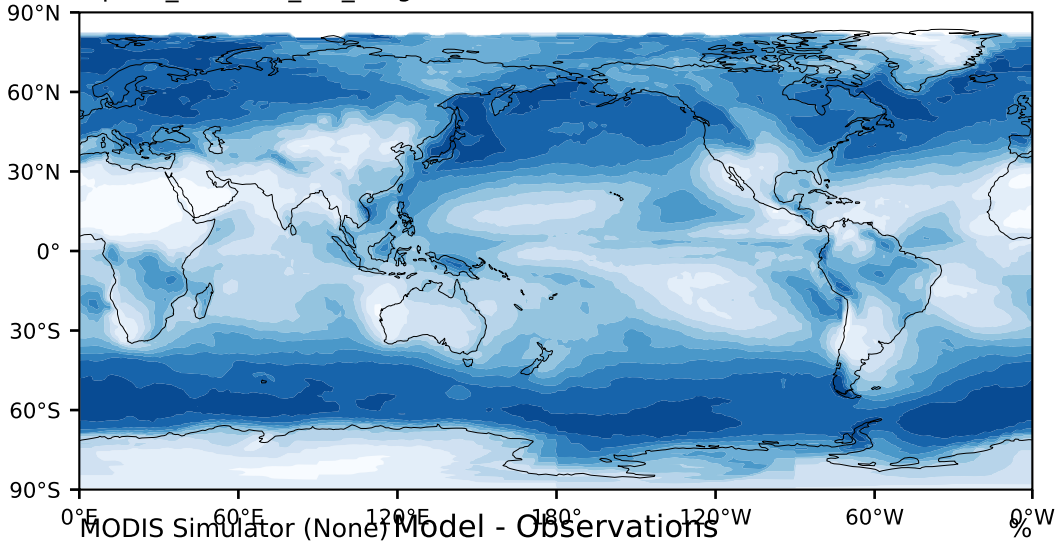 90°N
60°N
30°N
0°
30°S
60°S
90°S
0°E 60°E 120°E 180° 120°W 60°W 0°W
MODIS Simulator (None) Model - Observations %